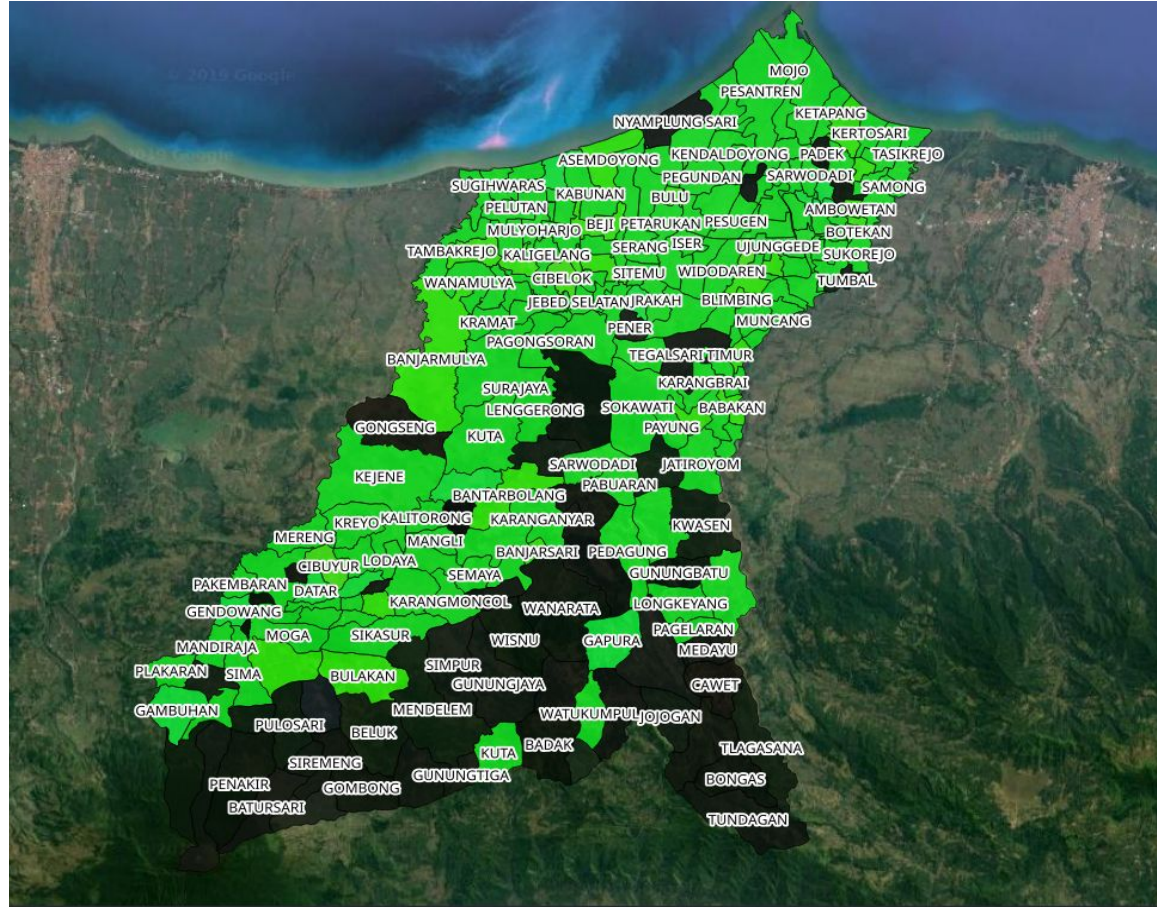 © 2015 Google
MOJO
PESANTREN
KETAPANG
NYAMPLUNG SARI
KERTOSARI
ASEMDOYONG
KENDALDOYONG
PADEK
TASIKREJO
PEGUNDAN
SARWODADI
SUGIHWARAS
KABUNAN
BULU
SAMONG
PELUTAN
AMBOWETAN
MULYOHARJO
BEJI
PETARUKAN
PESUCEN
BOTEKAN
TAMBAKREJO
KALIGELANG
SERANG
ISER
UJUNGGEDE
SUKOREJO
WANAMULYA
CIBELOK
SITEMU
WIDODAREN
TUMBAL
JEBED SELATAN
JRAKAH
BLIMBING
KRAMAT
PENER
MUNCANG
PAGONGSORAN
BANJARMULYA
TEGALSARI TIMUR
SURAJAYA
KARANGBRAI
LENGGERONG
SOKAWATI
BABAKAN
GONGSENG
KUTA
PAYUNG
SARWODADI
JATIROYOM
KEJENE
PABUARAN
BANTARBOLANG
KREYO
KALITORONG
KARANGANYAR
KWASEN
MERENG
MANGLI
BANJARSARI
PEDAGUNG
CIBUYUR
LODAYA
SEMAYA
GUNUNGBATU
PAKEMBARAN
DATAR
GENDOWANG
KARANGMONCOL
WANARATA
LONGKEYANG
MOGA
SIKASUR
WISNU
GAPURA
PAGELARAN
MANDIRAJA
MEDAYU
PLAKARAN
SIMA
BULAKAN
SIMPUR
GUNUNGJAYA
CAWET
GAMBUHAN
MENDELEM
WATUKUMPUL
JOJOGAN
PULOSARI
BELUK
KUTA
BADAK
TLAGASANA
SIREMENG
GUNUNGTIGA
PENAKIR
GOMBONG
BONGAS
BATURSARI
TUNDAGAN